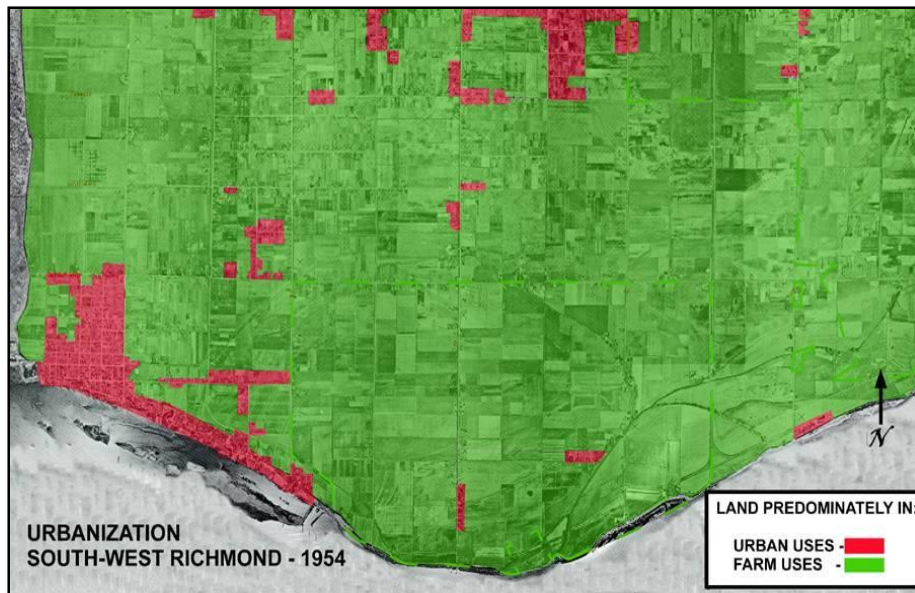 N
URBANIZATION
SOUTH-WEST RICHMOND - 1954
LAND PREDOMINATELY IN:
URBAN USES -
FARM USES -